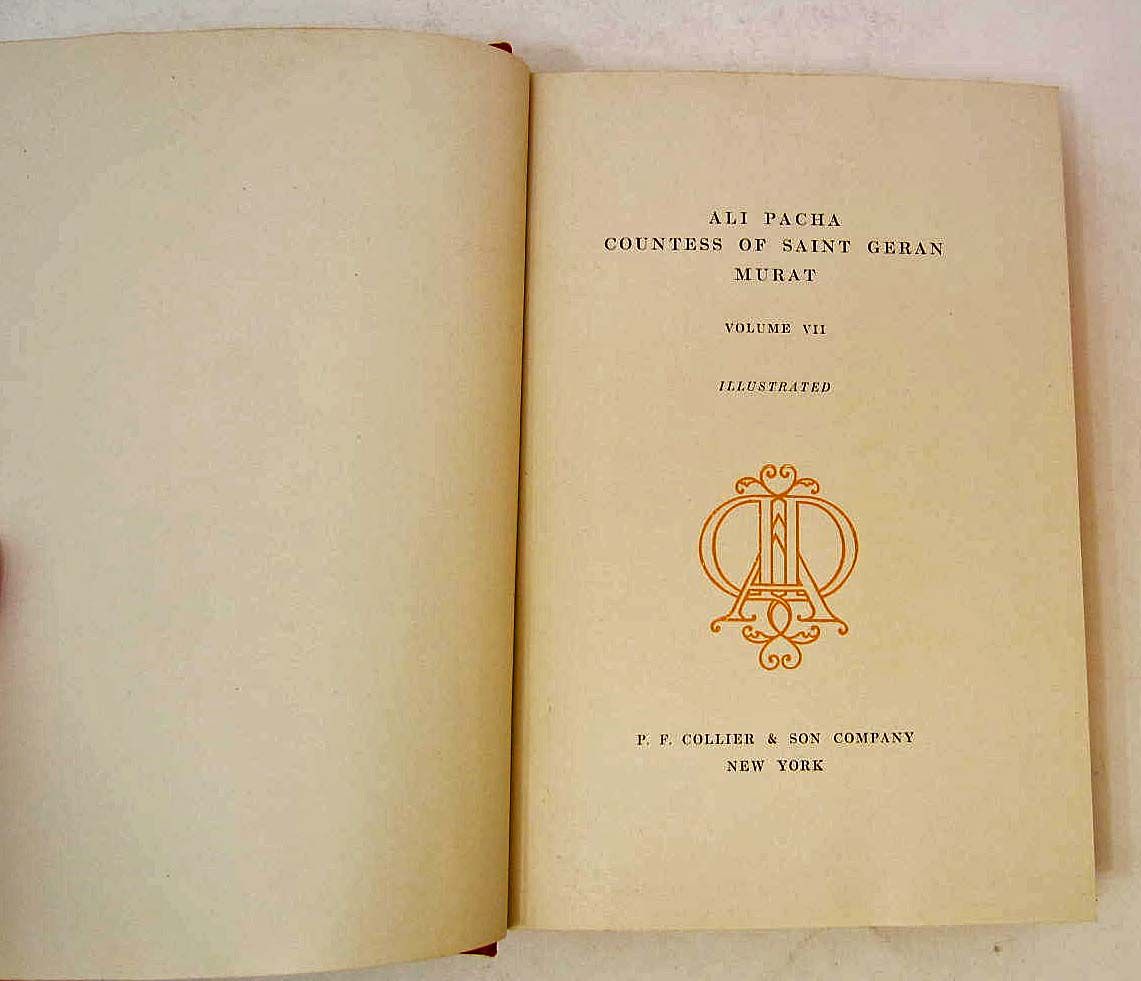 ALI PACHA
COUNTESS OF SAINT GERAN
MURAT
VOLUME VII
ILLUSTRATED
P. F. COLLIER & SON COMPANY
NEW YORK